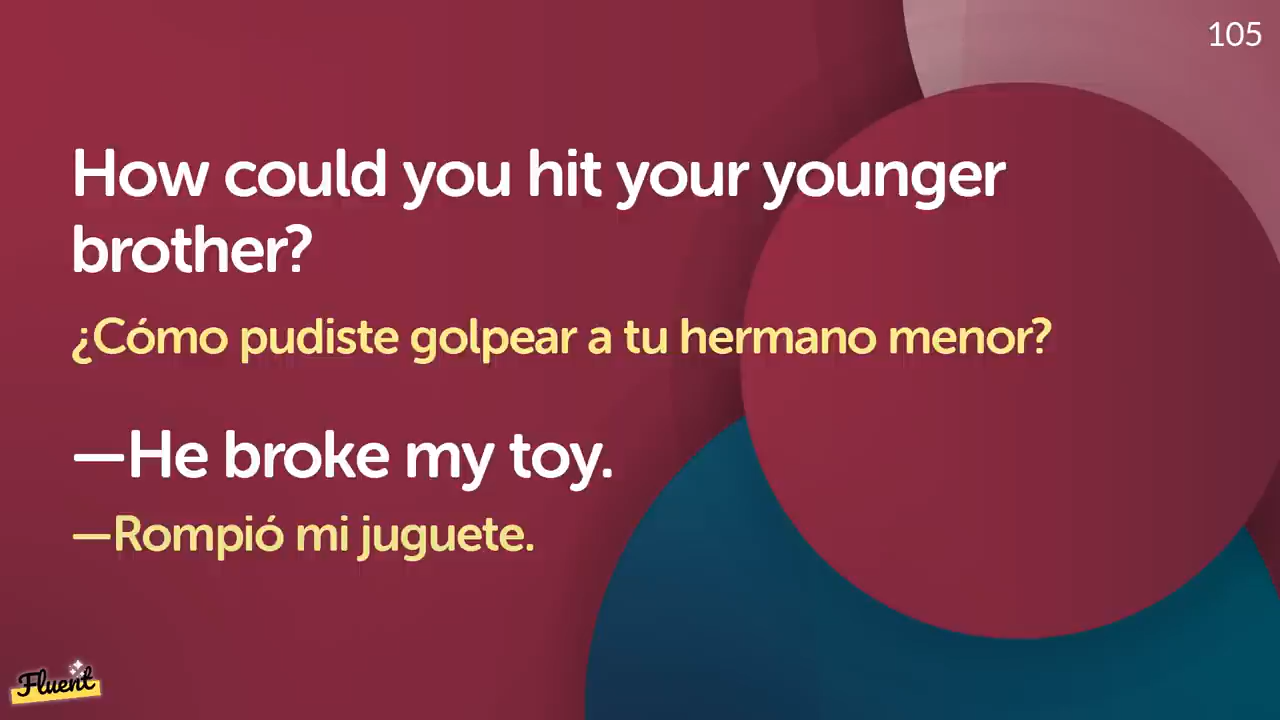 105
How could you hit your younger
brother?
¿Cómo pudiste golpear a tu hermano menor?
—He broke my toy.
—Rompió mi juguete.
Fluent